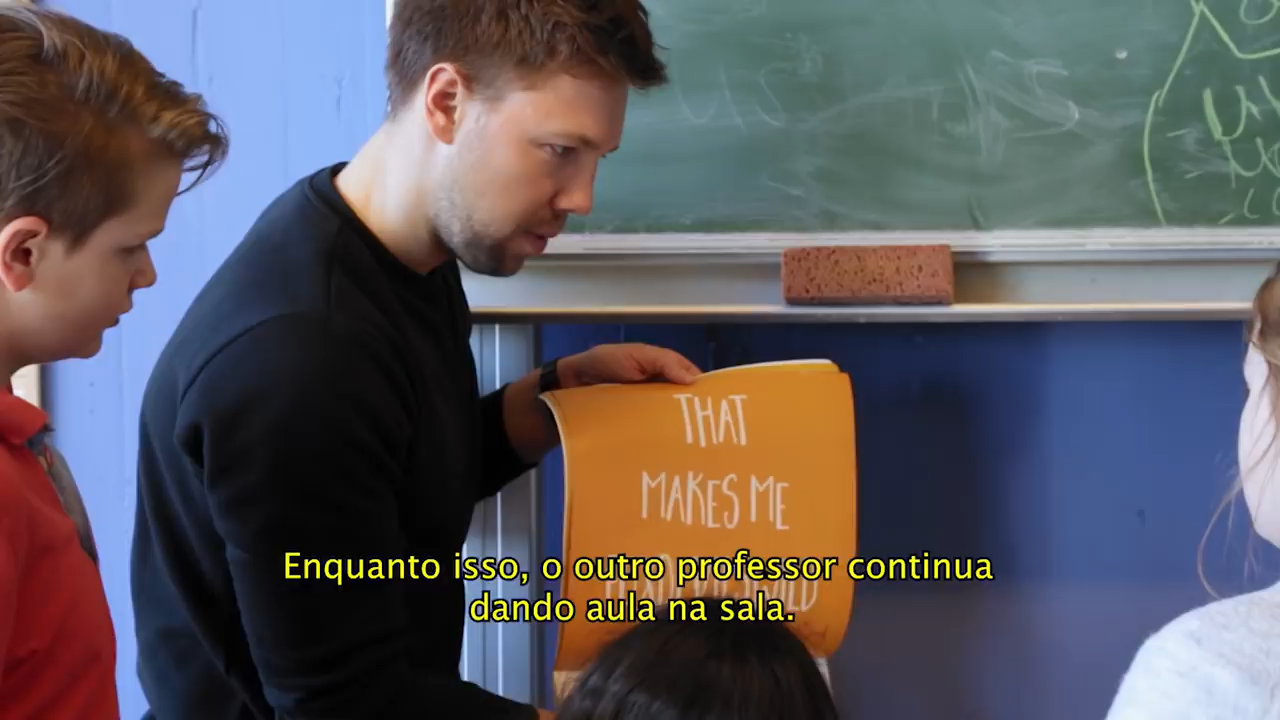 THAT
MAKES ME
Enquanto isso, o outro professor continua
dando aula na sala.